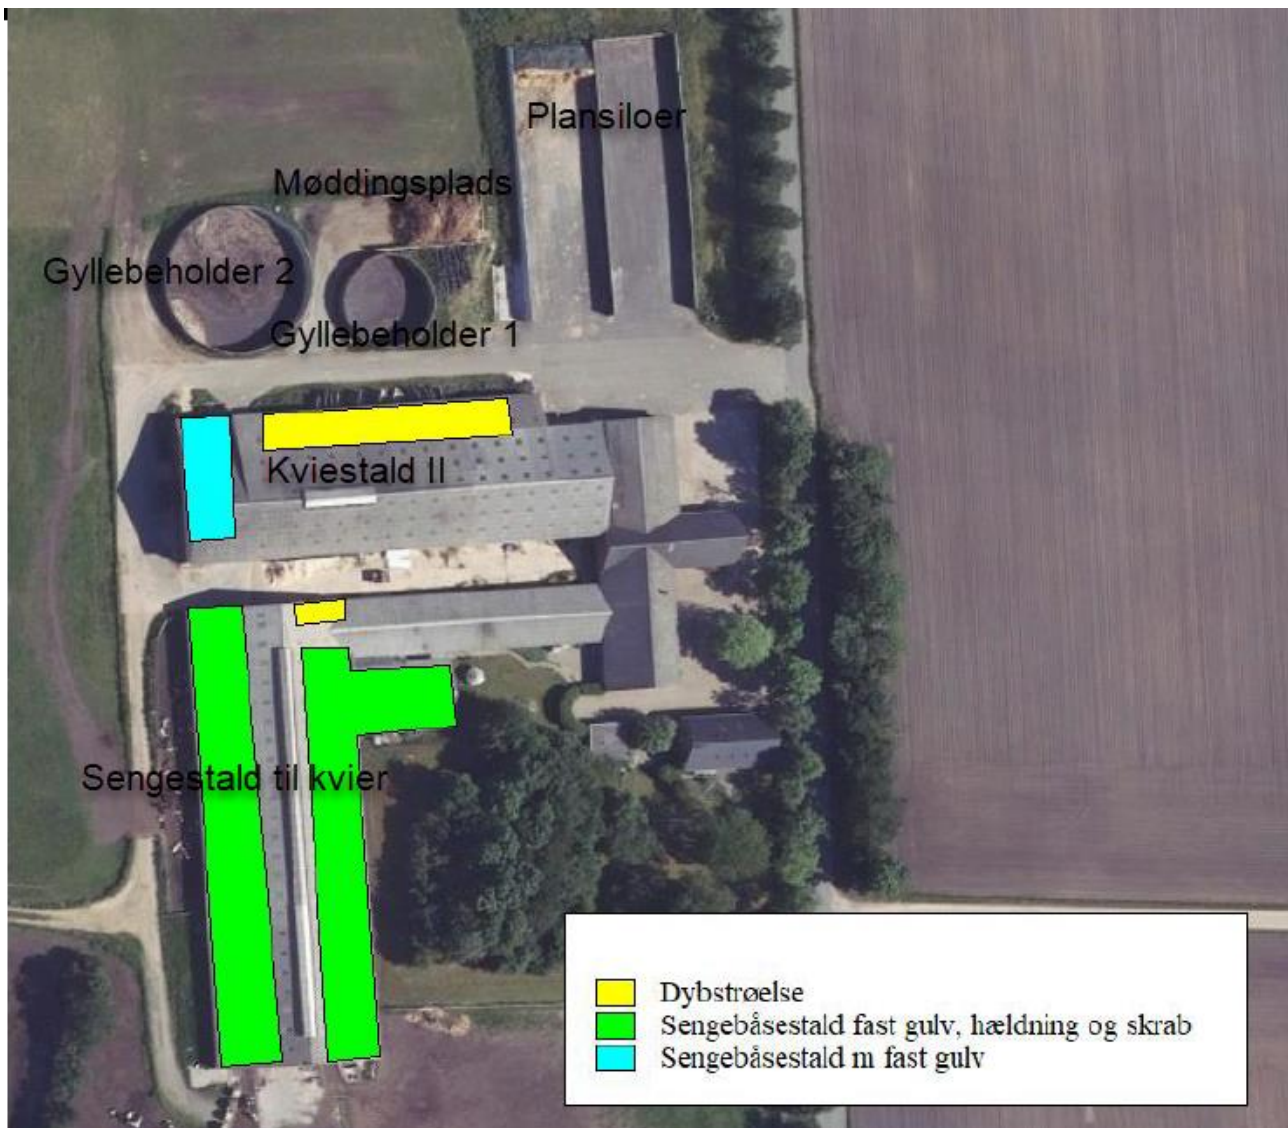 Plansiloer
Møddingsplads
Gyllebeholder 2
Gyllebeholder 1
Kviestald II
Sengestald til kvier
Dybstrøelse
Sengebåsestald fast gulv, hældning og skrab
Sengebåsestald m fast gulv